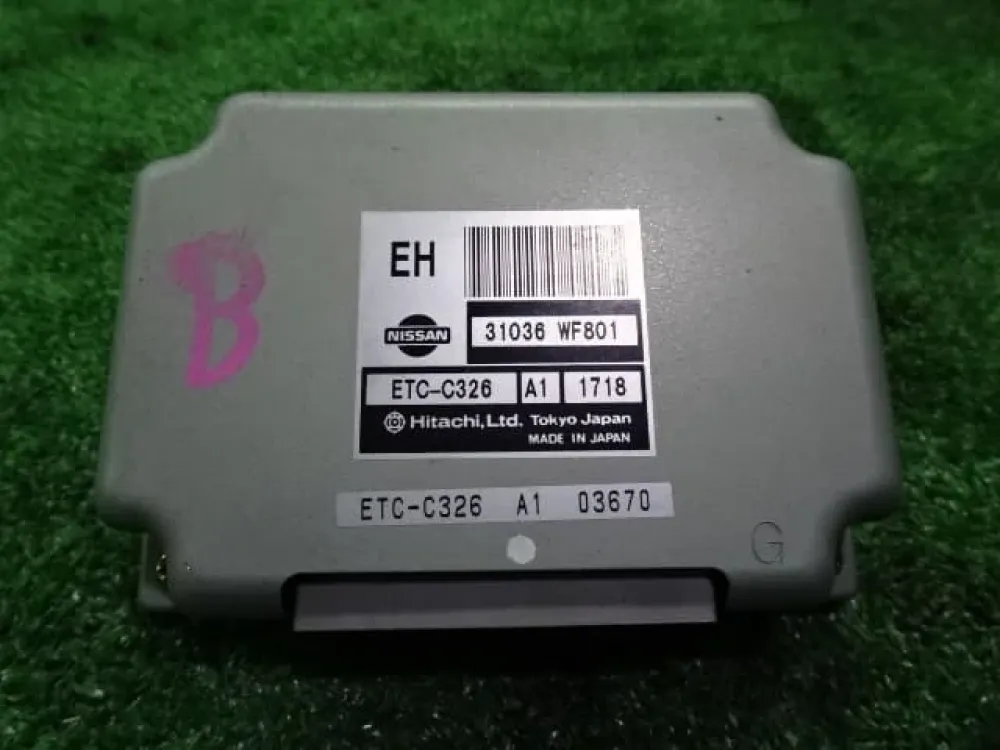 B
EH
NISSAN
31036 WF801
ETC-C326 A1 1718
Hitachi, Ltd. Tokyo Japan
MADE IN JAPAN
ETC-C326 A1 03670
G